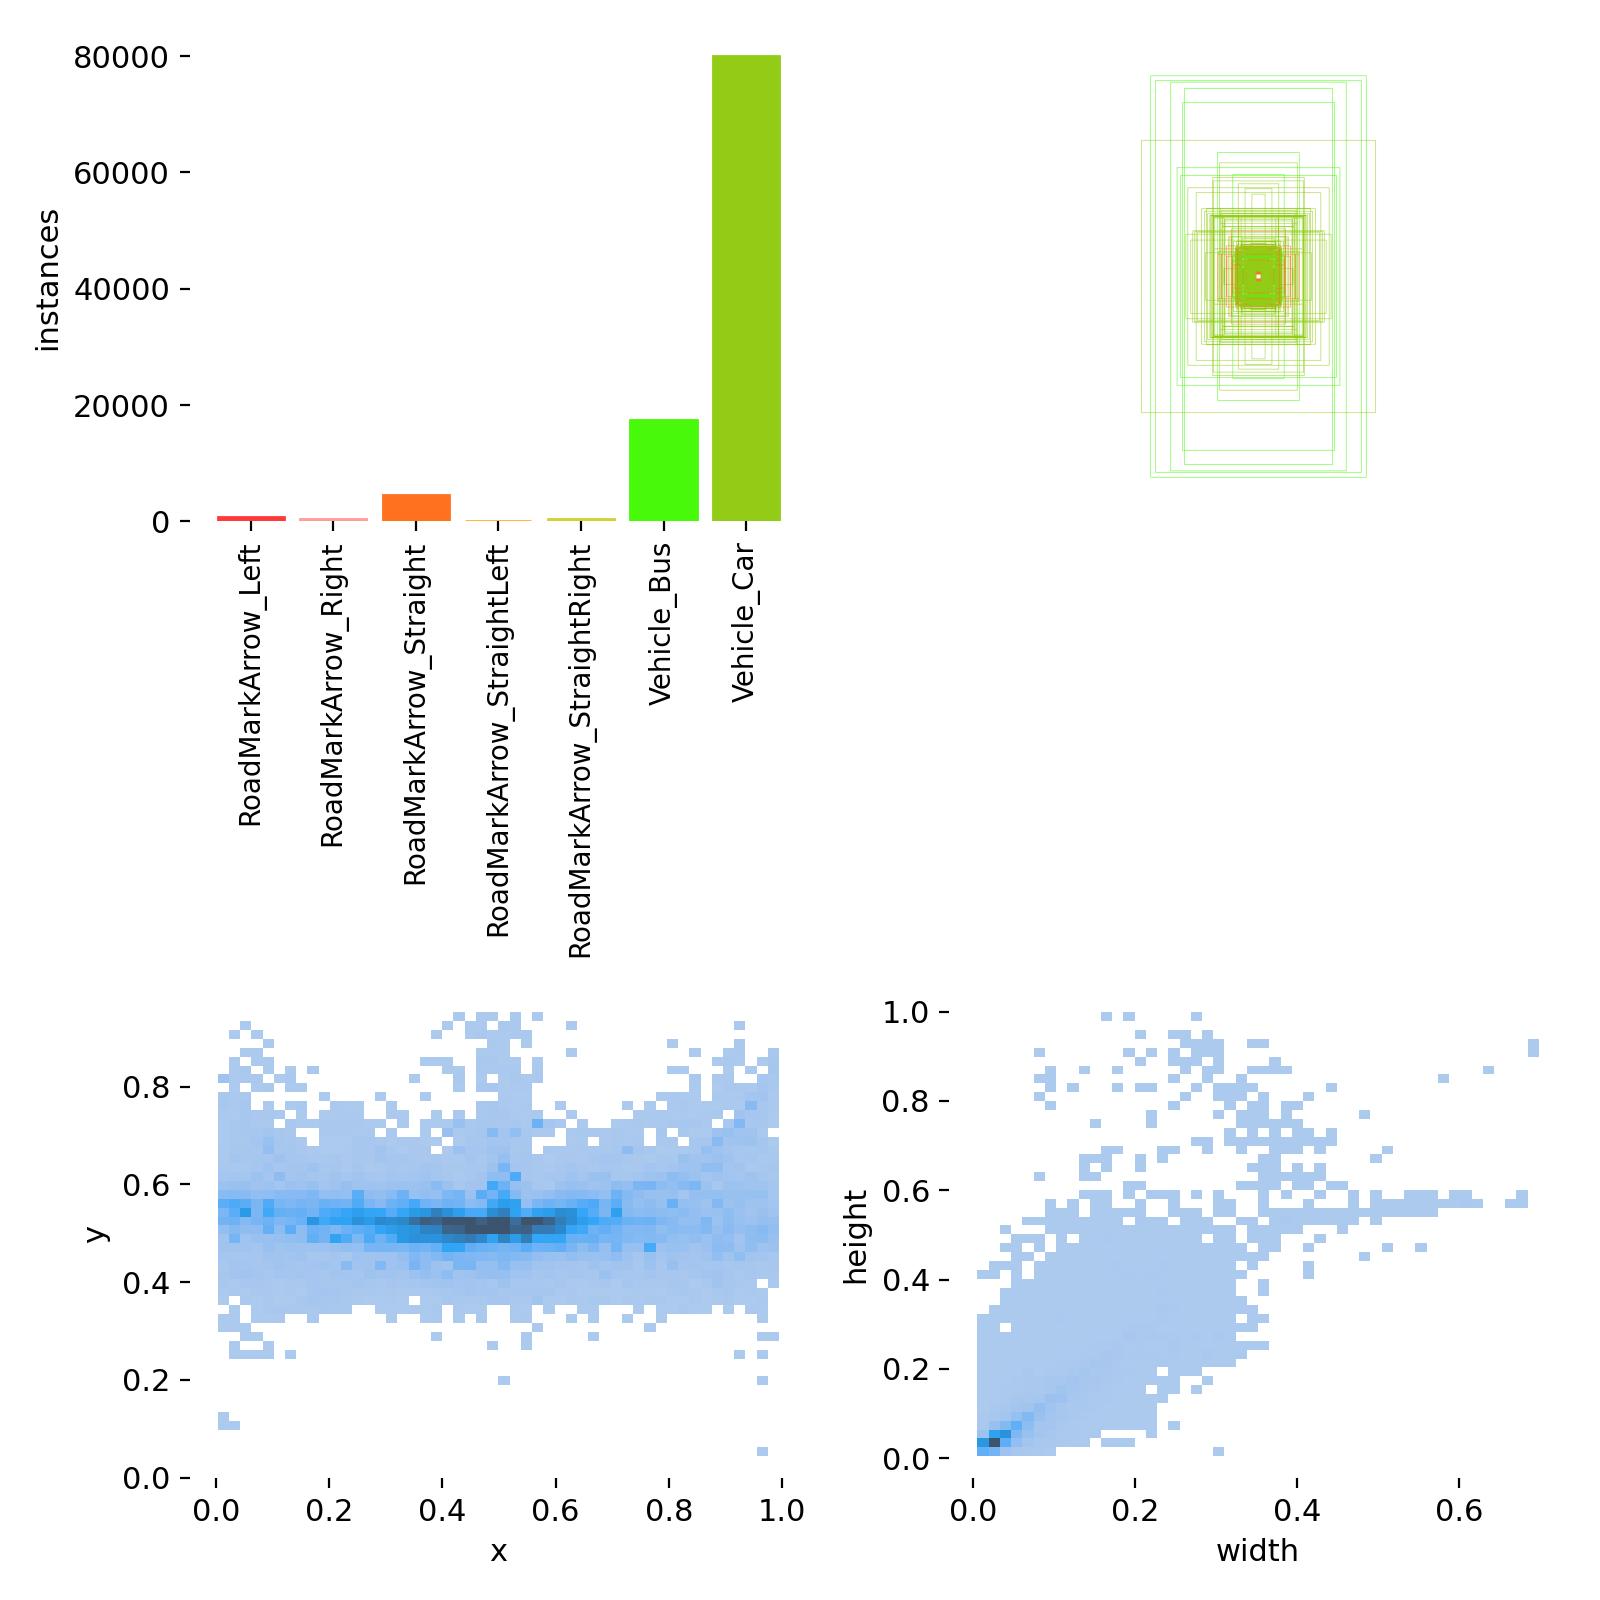 80000
60000
40000
20000
0
instances
RoadMarkArrow_Left
RoadMarkArrow_Right
RoadMarkArrow_Straight
RoadMarkArrow_StraightLeft
RoadMarkArrow_StraightRight
Vehicle_Bus
Vehicle_Car
0.8
0.6
0.4
0.2
0.0
y
0.0 0.2 0.4 0.6 0.8 1.0
x
1.0
0.8
0.6
0.4
0.2
0.0
height
0.0 0.2 0.4 0.6
width